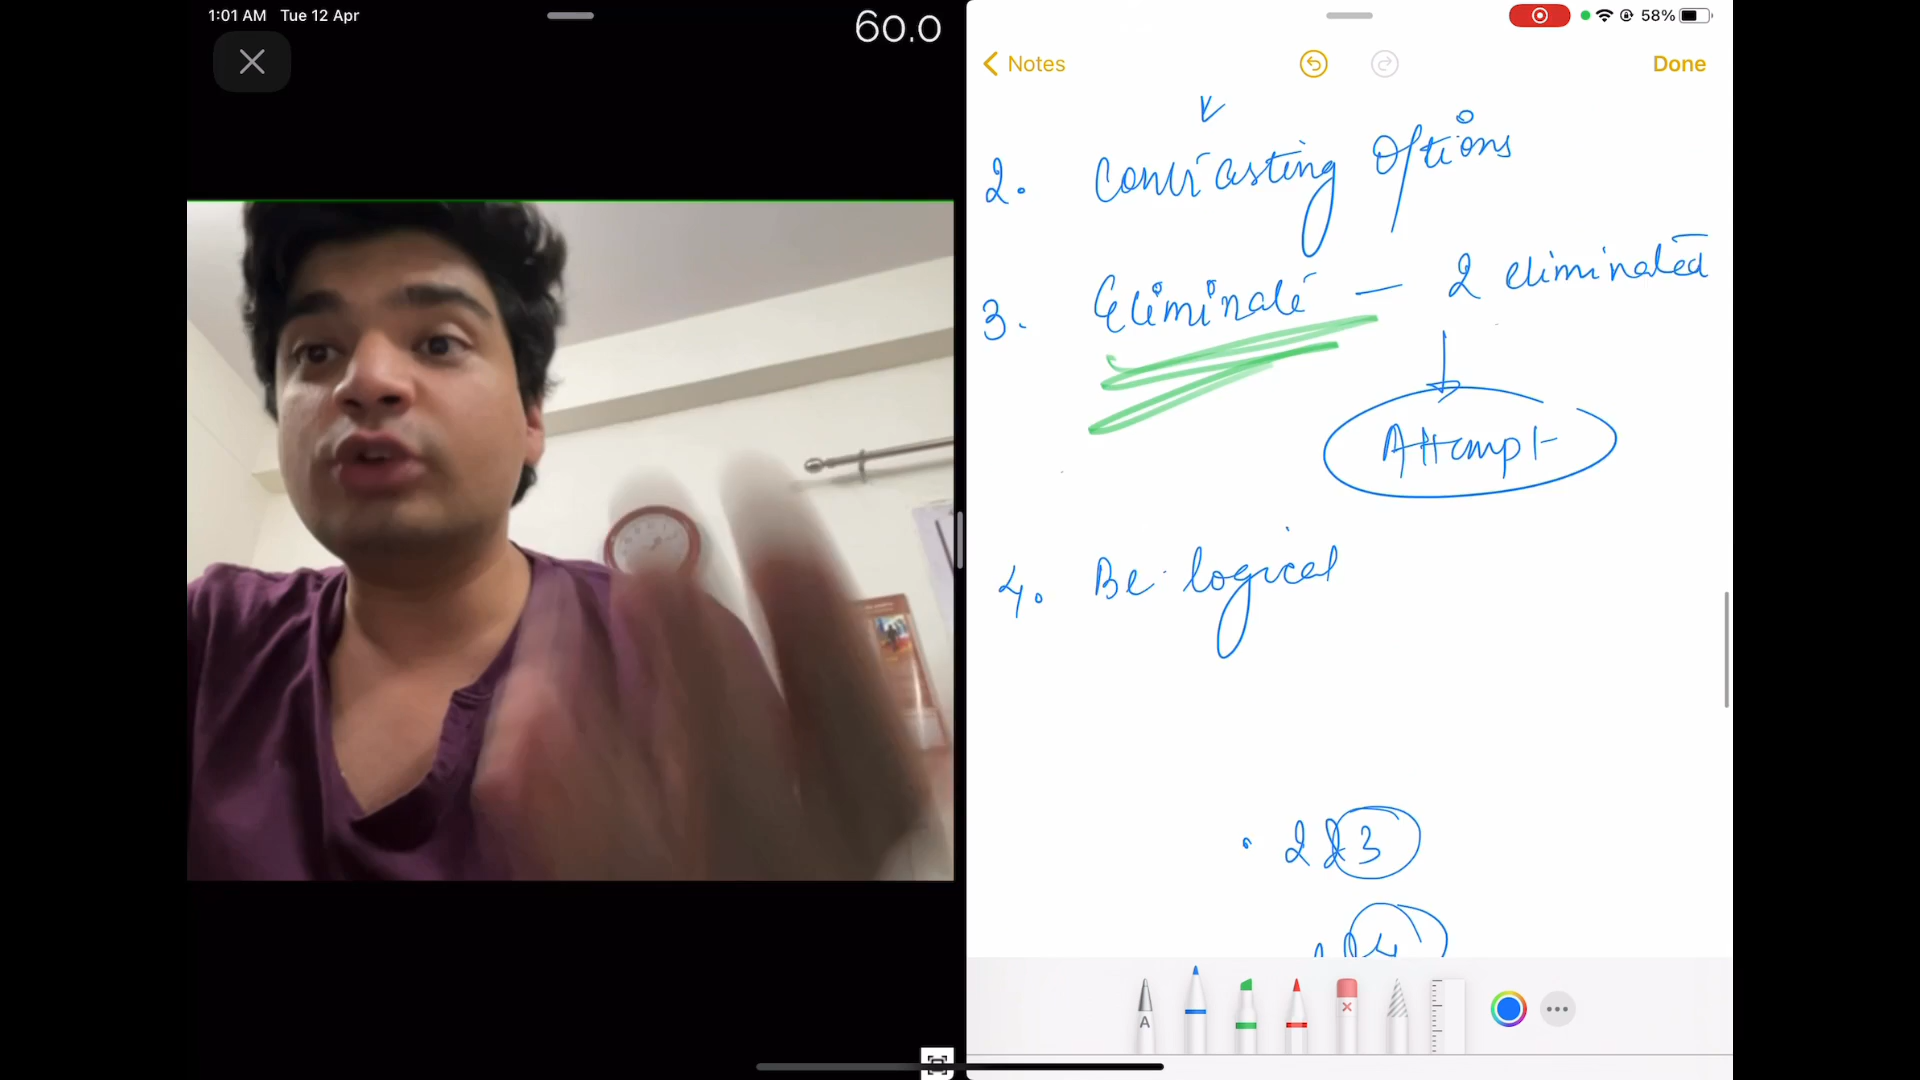 1:01 AM Tue 12 Apr
60.0
58%
Notes
Done
2. Contrasting Options
3. Eliminate — 2 eliminated
Attempt
4. Be logical
3
4
A